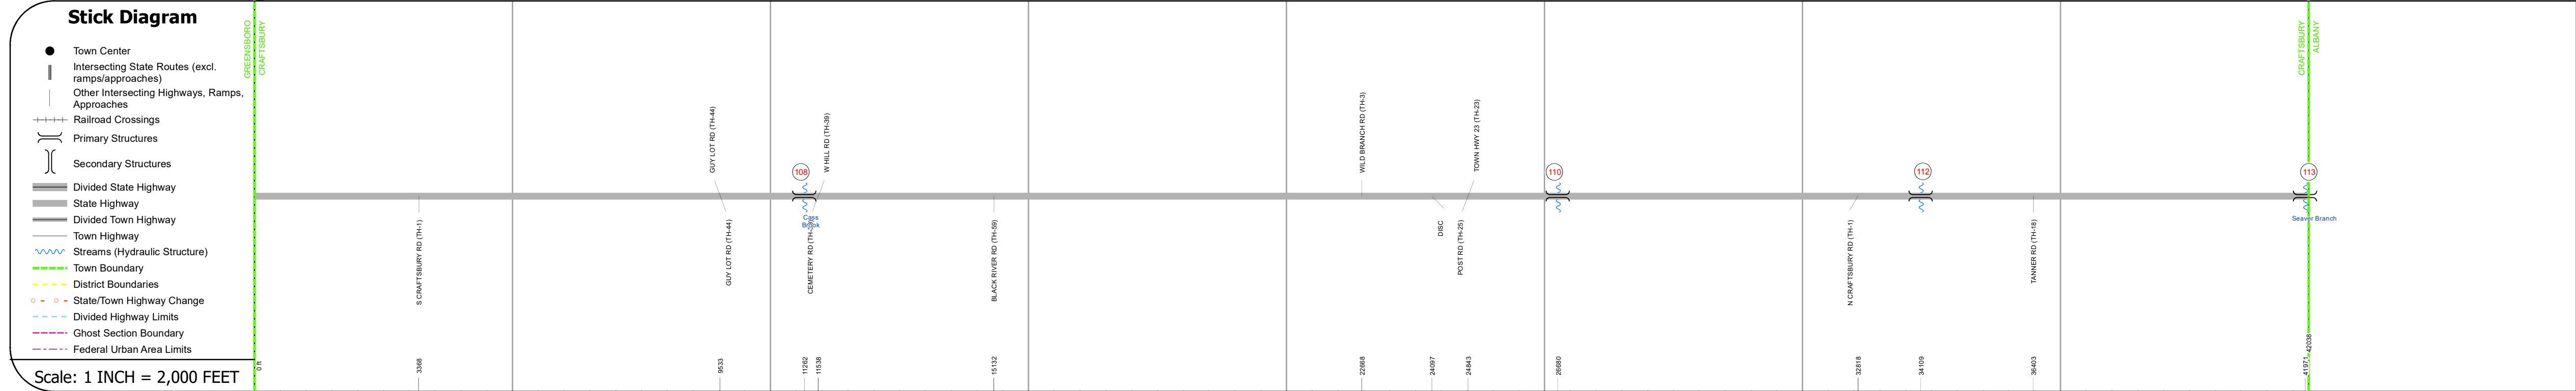 Stick Diagram
Town Center
Intersecting State Routes (excl.
ramps/approaches)
Other Intersecting Highways, Ramps,
Approaches
Railroad Crossings
Primary Structures
Secondary Structures
Divided State Highway
State Highway
Divided Town Highway
Town Highway
Streams (Hydraulic Structure)
Town Boundary
District Boundaries
State/Town Highway Change
Divided Highway Limits
Ghost Section Boundary
Federal Urban Area Limits
Scale: 1 INCH = 2,000 FEET
GREENSBORO
CRAFTSBURY
0 ft
S CRAFTSBURY RD (TH-1)
3368
GUY LOT RD (TH-44)
GUY LOT RD (TH-44)
9533
108
Cass
Brook
11262
W HILL RD (TH-39)
CEMETERY RD (TH-
11538
BLACK RIVER RD (TH-59)
15132
WILD BRANCH RD (TH-3)
22668
DISC
24097
TOWN HWY 23 (TH-23)
POST RD (TH-25)
24843
110
26680
N CRAFTSBURY RD (TH-1)
32818
112
34109
TANNER RD (TH-18)
36403
CRAFTSBURY
ALBANY
113
Seaver Branch
41971
42038